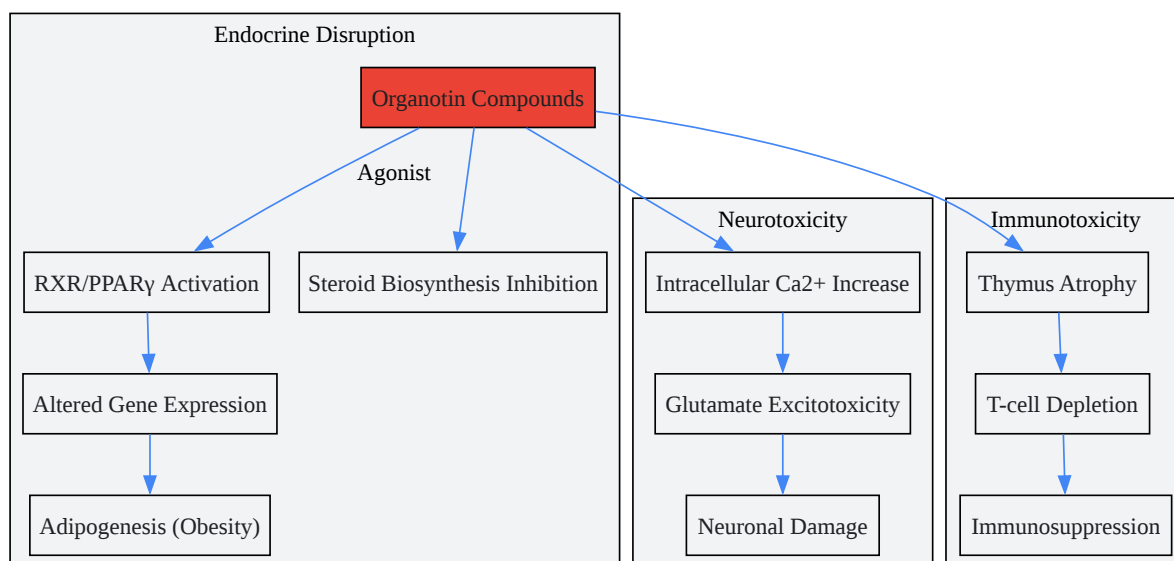 Endocrine Disruption
Organotin Compounds
Agonist
Neurotoxicity
Immunotoxicity
RXR/PPARγ Activation
Steroid Biosynthesis Inhibition
Intracellular Ca2+ Increase
Thymus Atrophy
Altered Gene Expression
Glutamate Excitotoxicity
T-cell Depletion
Adipogenesis (Obesity)
Neuronal Damage
Immunosuppression